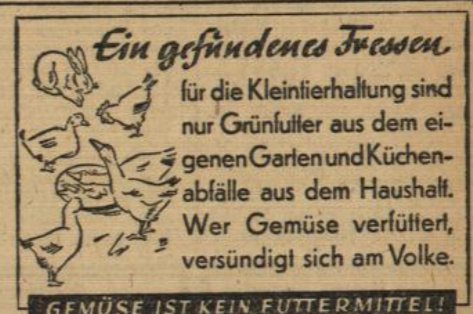 Ein gefundenes Fressen
für die Kleintierhaltung sind
nur Grünfutter aus dem ei-
genen Garten und Küchen-
abfälle aus dem Haushalt.
Wer Gemüse verfüttert,
versündigt sich am Volke.
GEMÜSE IST KEIN FUTTERMITTEL!